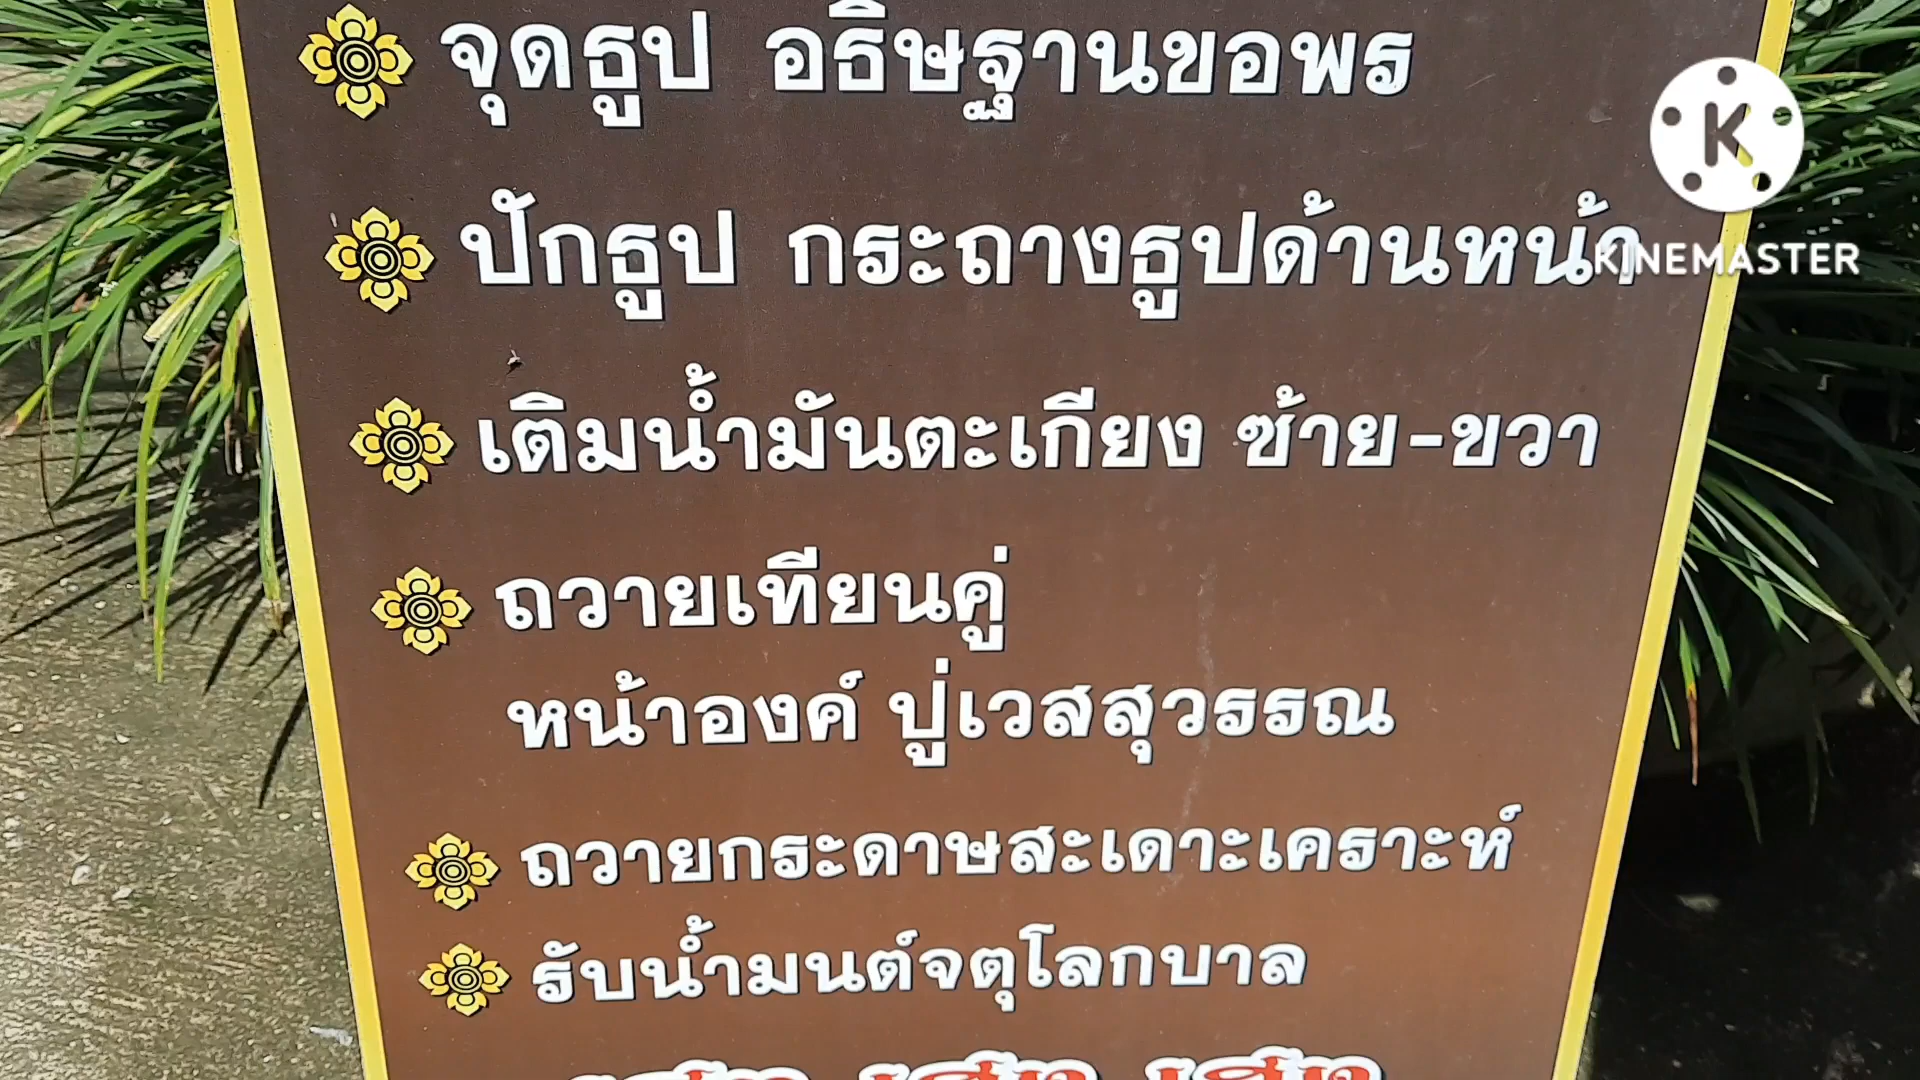 จุดธูป อธิษฐานขอพร
ปักธูป กระถางธูปด้านหน้า
KINEMASTER
เติมน้ำมันตะเกียง ซ้าย-ขวา
ถวายเทียนคู่
หน้าองค์ ปู่เวสสุวรรณ
ถวายกระดาษสะเดาะเคราะห์
รับน้ำมนต์จตุโลกบาล